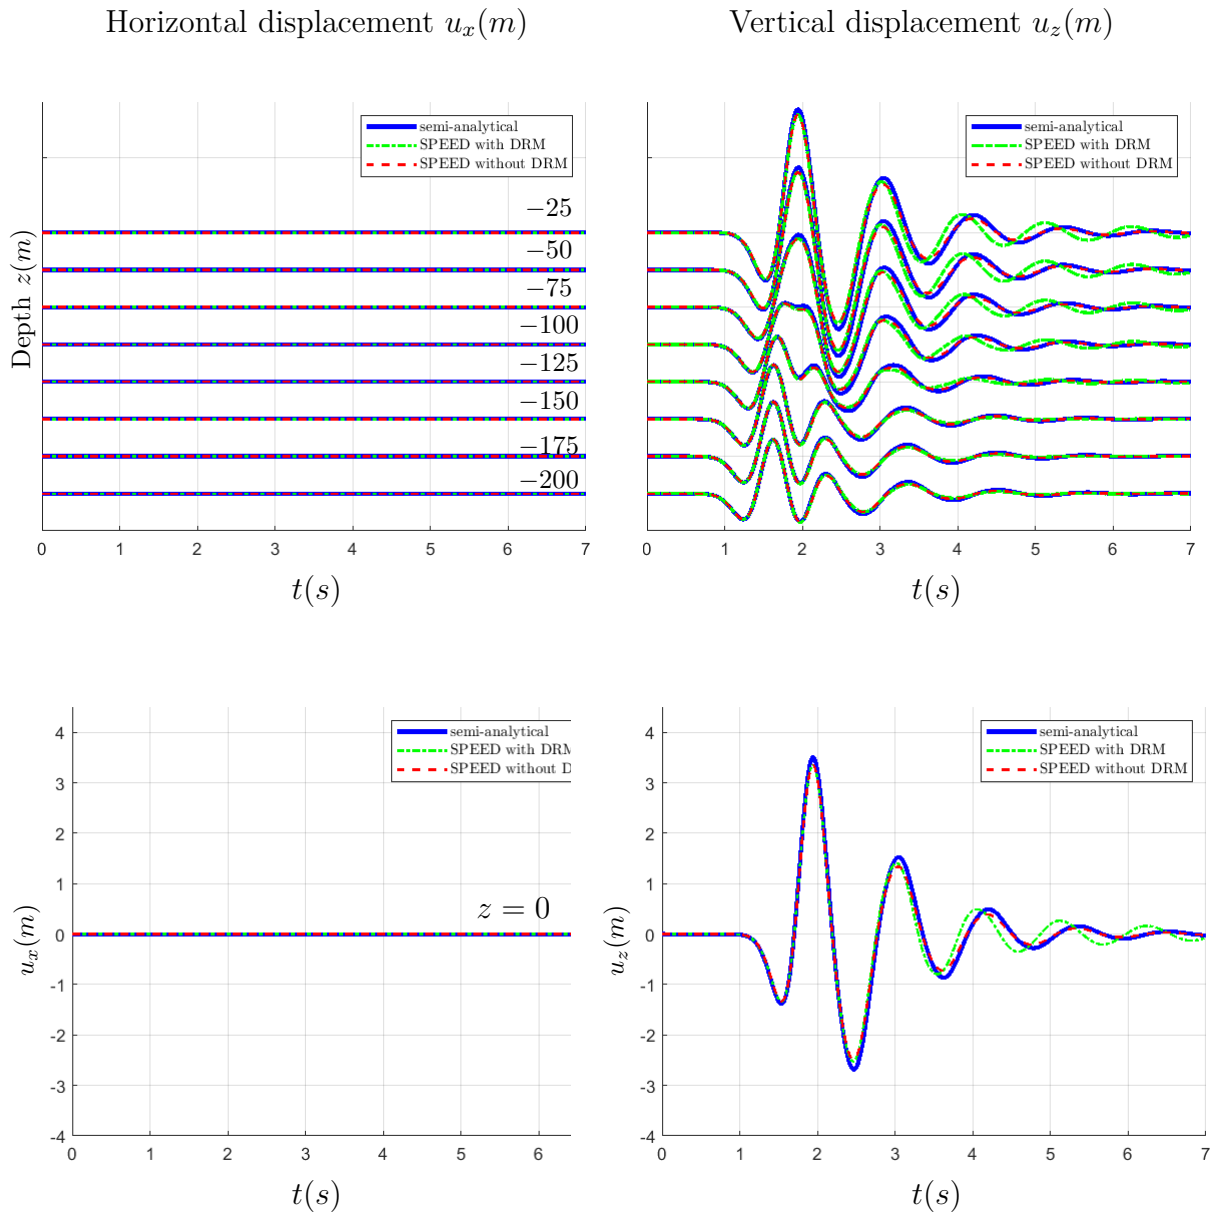 Horizontal displacement u_x(m)
Vertical displacement u_z(m)
semi-analytical
SPEED with DRM
SPEED without DRM
Depth z(m)
−25
−50
−75
−100
−125
−150
−175
−200
0 1 2 3 4 5 6 7
t(s)
semi-analytical
SPEED with DRM
SPEED without DRM
0 1 2 3 4 5 6 7
t(s)
semi-analytical
SPEED with DRM
SPEED without D
u_x(m)
4
3
2
1
0
-1
-2
-3
-4
z = 0
0 1 2 3 4 5 6
t(s)
semi-analytical
SPEED with DRM
SPEED without DRM
u_z(m)
4
3
2
1
0
-1
-2
-3
-4
0 1 2 3 4 5 6 7
t(s)